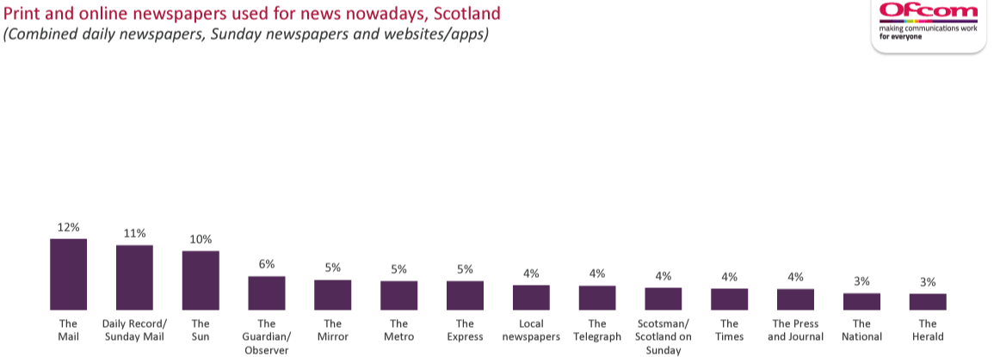 Print and online newspapers used for news nowadays, Scotland
(Combined daily newspapers, Sunday newspapers and websites/apps)
Ofcom
making communications work
for everyone
12%
11%
10%
6%
5%
5%
5%
4%
4%
4%
4%
4%
3%
3%
The
Mail
Daily Record/
Sunday Mail
The
Sun
The
Guardian/
Observer
The
Mirror
The
Metro
The
Express
Local
newspapers
The
Telegraph
Scotsman/
Scotland on
Sunday
The
Times
The Press
and Journal
The
National
The
Herald